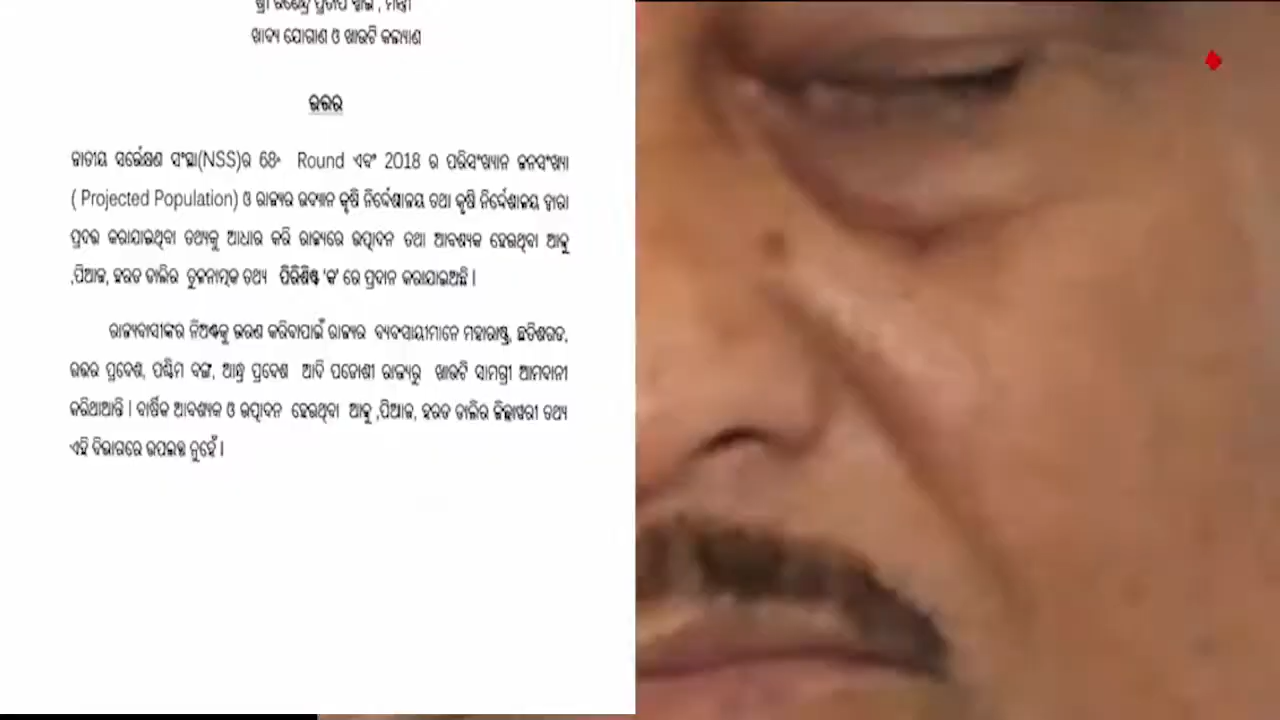 ଖାଦ୍ୟ ଯୋଗାଣ ଓ ଖାଉଟି କଲ୍ୟାଣ
ଉତ୍ତର
ଜାତୀୟ ସର୍ଭେକ୍ଷଣ ସଂସ୍ଥା(NSS)ର 68 Round ଏବଂ 2018 ର ପରିସଂଖ୍ୟାନ ଜନସଂଖ୍ୟା
( Projected Population) ଓ ରାଜ୍ୟର ଉଦ୍ୟାନ କୃଷି ନିର୍ଦ୍ଦେଶାଳୟ ତଥା କୃଷି ନିର୍ଦ୍ଦେଶାଳୟ ଦ୍ୱାରା
ପ୍ରଦତ୍ତ କରାଯାଇଥିବା ତଥ୍ୟକୁ ଆଧାର କରି ରାଜ୍ୟରେ ଉତ୍ପାଦନ ତଥା ଆବଶ୍ୟକ ହେଉଥିବା ଆଳୁ
,ପିଆଜ, ହରଡ ଡାଲିର ତୁଳନାତ୍ମକ ତଥ୍ୟ ପରିଶିଷ୍ଟ 'କ' ରେ ପ୍ରଦାନ କରାଯାଇଅଛି ।
ରାଜ୍ୟବାସୀଙ୍କର ନିଅଣ୍ଟକୁ ଭରଣା କରିବାପାଇଁ ରାଜ୍ୟର ବ୍ୟବସାୟୀମାନେ ମହାରାଷ୍ଟ୍ର, ଛତିଶଗଡ,
ଉତ୍ତର ପ୍ରଦେଶ, ପଶ୍ଚିମ ବଙ୍ଗ, ଆନ୍ଧ୍ର ପ୍ରଦେଶ ଆଦି ପଡୋଶୀ ରାଜ୍ୟରୁ ଖାଉଟି ସାମଗ୍ରୀ ଆମଦାନୀ
କରିଥାଆନ୍ତି । ବାର୍ଷିକ ଆବଶ୍ୟକ ଓ ଉତ୍ପାଦନ ହେଉଥିବା ଆଳୁ ,ପିଆଜ, ହରଡ ଡାଲିର ଜିଲ୍ଲାୱାରୀ ତଥ୍ୟ
ଏହି ବିଭାଗରେ ଉପଲବ୍ଧ ନୁହେଁ ।